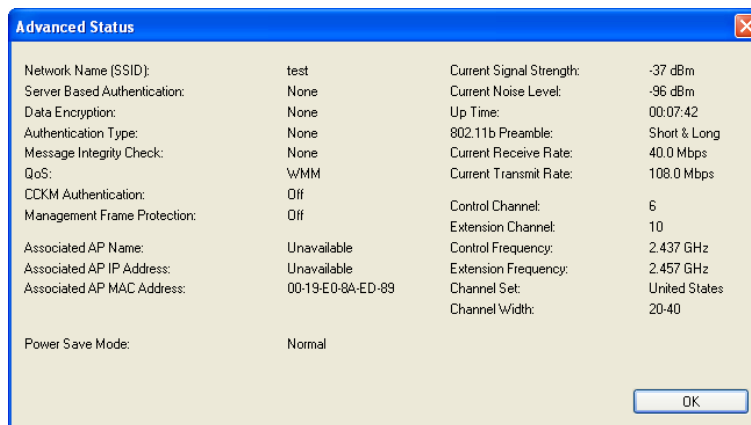 Advanced Status
Network Name (SSID): test
Server Based Authentication: None
Data Encryption: None
Authentication Type: None
Message Integrity Check: None
QoS: WMM
CCKM Authentication: Off
Management Frame Protection: Off
Associated AP Name: Unavailable
Associated AP IP Address: Unavailable
Associated AP MAC Address: 00-19-E0-8A-ED-89
Power Save Mode: Normal
Current Signal Strength: -37 dBm
Current Noise Level: -96 dBm
Up Time: 00:07:42
802.11b Preamble: Short & Long
Current Receive Rate: 40.0 Mbps
Current Transmit Rate: 108.0 Mbps
Control Channel: 6
Extension Channel: 10
Control Frequency: 2.437 GHz
Extension Frequency: 2.457 GHz
Channel Set: United States
Channel Width: 20-40
OK